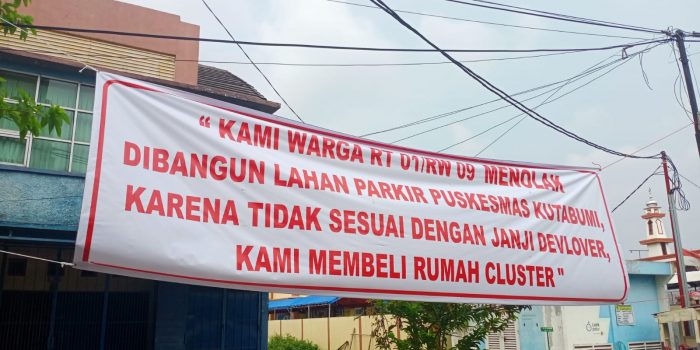 " KAMI WARGA RT 01/RW 09 MENOLAK
DIBANGUN LAHAN PARKIR PUSKESMAS KUTABUMI,
KARENA TIDAK SESUAI DENGAN JANJI DEVLOVER,
KAMI MEMBELI RUMAH CLUSTER "